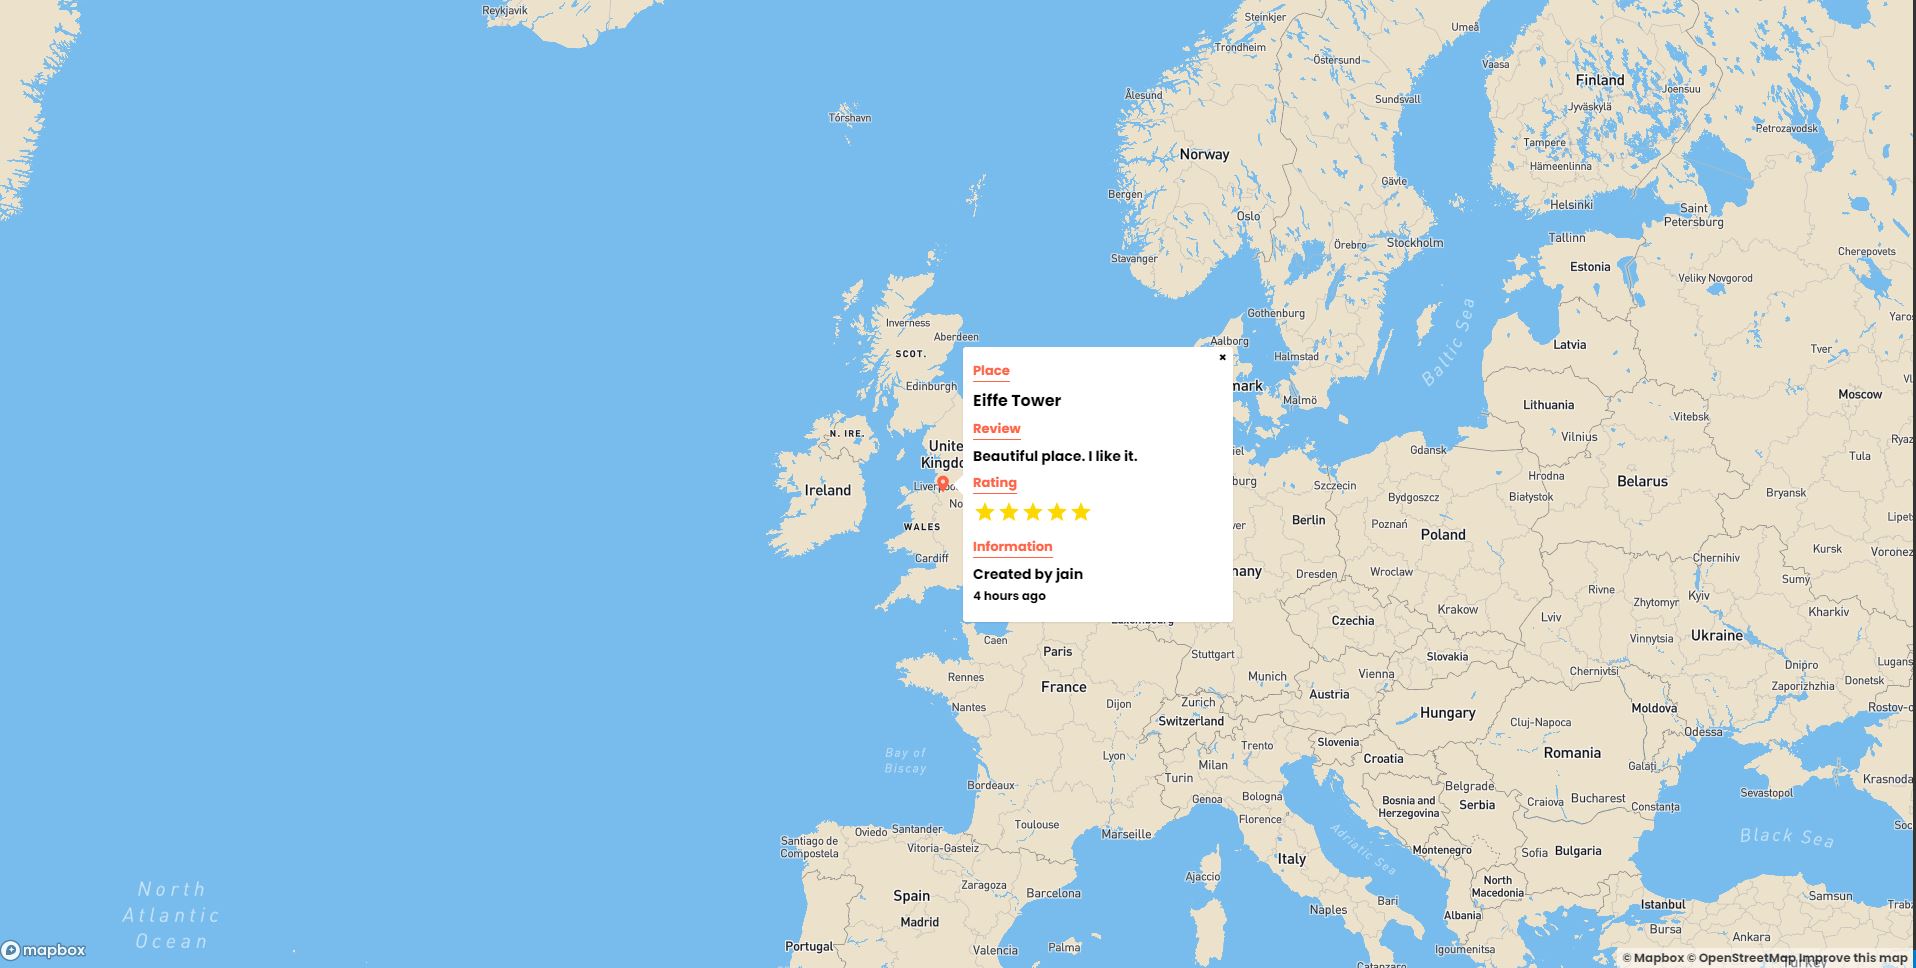 Reykjavik
Steinkjer
Umeå
Trondheim
Östersund
Vaasa
Finland
Joensuu
Ålesund
Sundsvall
Jyväskylä
Tórshavn
Petrozavodsk
Tampere
Norway
Hämeenlinna
Gävle
Bergen
Helsinki
Saint
Petersburg
Oslo
Tallinn
Örebro
Stockholm
Cherepovets
Stavanger
Estonia
Veliky Novgorod
Gothenburg
Baltic Sea
Inverness
Aberdeen
Aalborg
Latvia
Tver
SCOT.
Halmstad
Place
Edinburgh
Moscow
Eiffe Tower
Malmö
Lithuania
Vitebsk
Review
N. IRE.
Vilnius
Beautiful place. I like it.
Gdansk
Tula
Hrodna
Belarus
Rating
Ireland
Szczecin
Bydgoszcz
Białystok
Bryansk
WALES
Berlin
Poznań
Poland
Information
Cardiff
Chernihiv
Kursk
Created by jain
Dresden
Wroclaw
Sumy
4 hours ago
Rivne
Zhytomyr
Kyiv
Krakow
Lviv
Kharkiv
Czechia
Vinnytsia
Ukraine
Caen
Paris
Stuttgart
Slovakia
Rennes
Munich
Vienna
Chernivtsi
Dnipro
France
Austria
Zaporizhzhia
Donetsk
Nantes
Dijon
Zurich
Switzerland
Hungary
Cluj-Napoca
Moldova
Odessa
Bay of
Biscay
Lyon
Trento
Slovenia
Croatia
Romania
Milan
Turin
Galați
Bordeaux
Genoa
Bologna
Belgrade
Serbia
Bosnia and
Herzegovina
Craiova
Bucharest
Constanța
Sevastopol
Florence
Toulouse
Marseille
Oviedo
Santander
Adriatic Sea
Black Sea
Santiago de
Compostela
Vitoria-Gasteiz
Montenegro
Sofia
Bulgaria
Italy
Ajaccio
Zaragoza
Barcelona
North
Macedonia
North
Atlantic
Ocean
Spain
Samsun
Bari
Istanbul
Naples
Albania
Madrid
Bursa
Ankara
Portugal
Valencia
Palma
Igoumenitsa
mapbox
© Mapbox © OpenStreetMap Improve this map